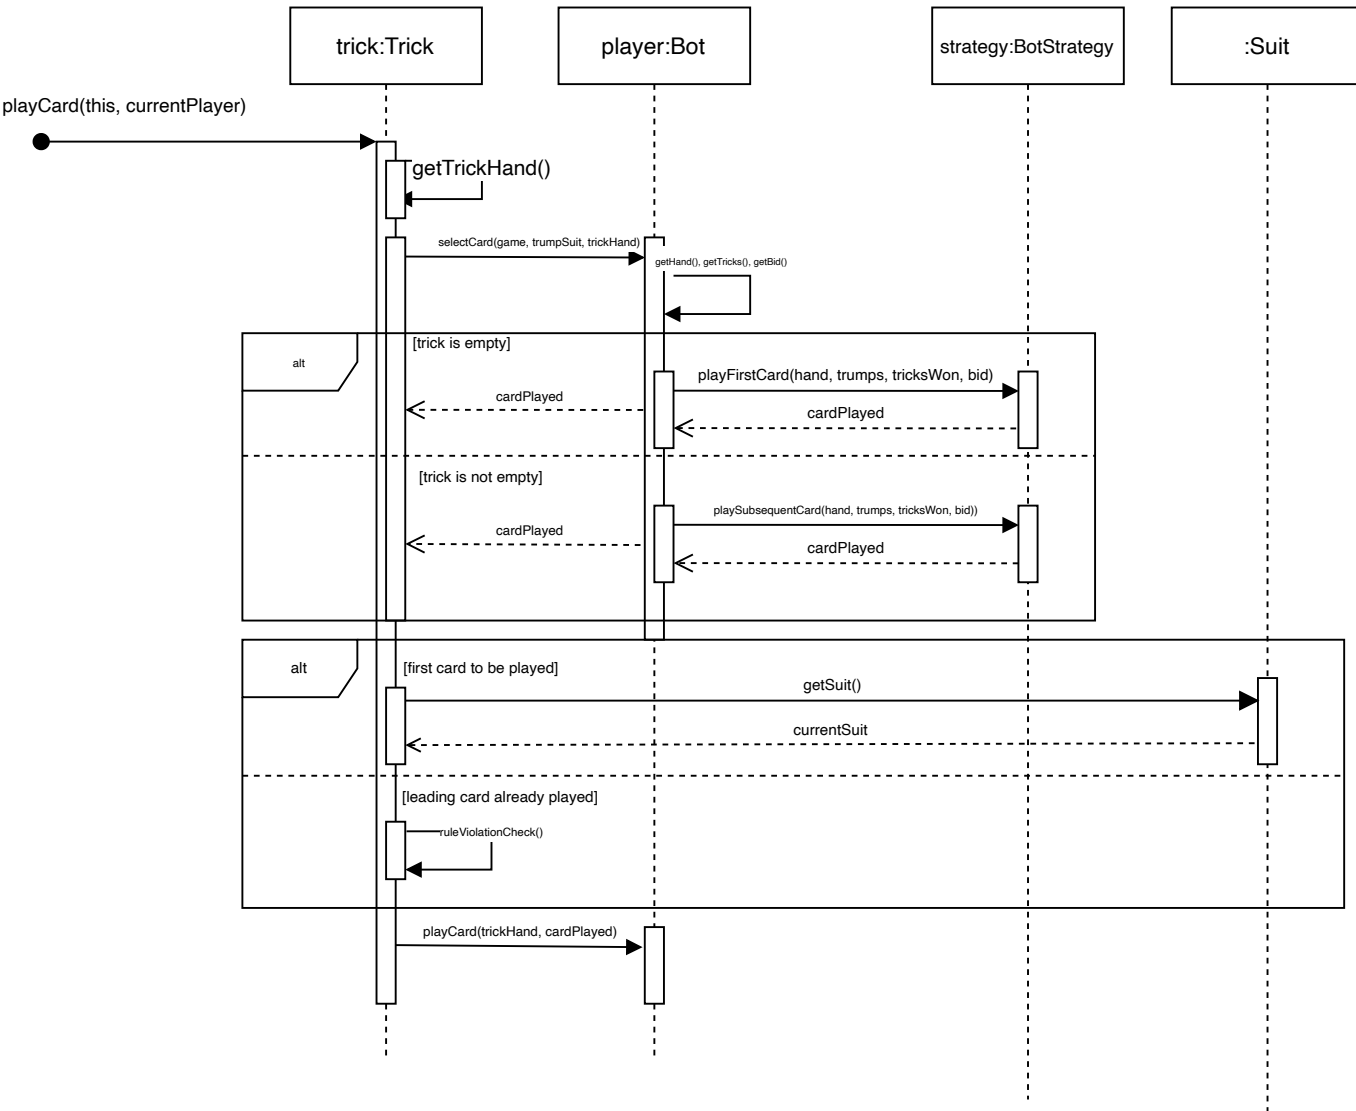 trick:Trick
player:Bot
strategy:BotStrategy
:Suit
playCard(this, currentPlayer)
getTrickHand()
selectCard(game, trumpSuit, trickHand)
getHand(), getTricks(), getBid()
alt
[trick is empty]
playFirstCard(hand, trumps, tricksWon, bid)
cardPlayed
cardPlayed
[trick is not empty]
playSubsequentCard(hand, trumps, tricksWon, bid))
cardPlayed
cardPlayed
alt
[first card to be played]
getSuit()
currentSuit
[leading card already played]
ruleViolationCheck()
playCard(trickHand, cardPlayed)